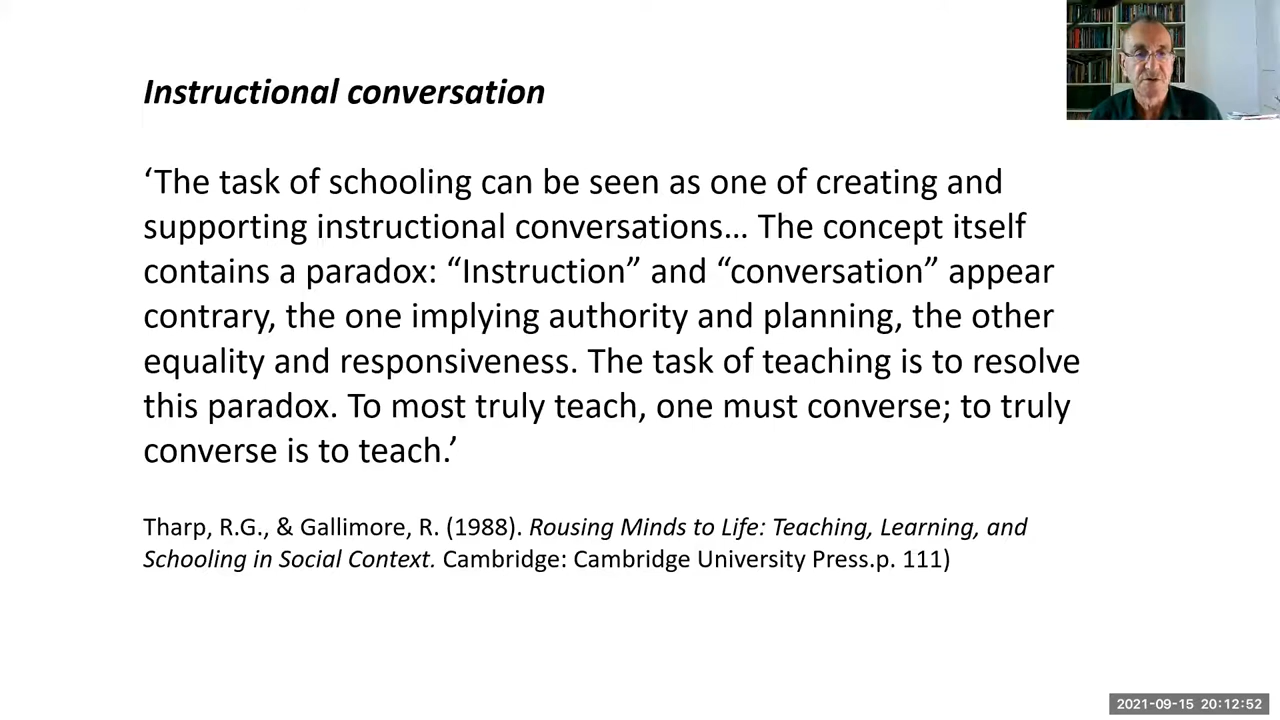 Instructional conversation
‘The task of schooling can be seen as one of creating and
supporting instructional conversations… The concept itself
contains a paradox: “Instruction” and “conversation” appear
contrary, the one implying authority and planning, the other
equality and responsiveness. The task of teaching is to resolve
this paradox. To most truly teach, one must converse; to truly
converse is to teach.’
Tharp, R.G., & Gallimore, R. (1988). Rousing Minds to Life: Teaching, Learning, and
Schooling in Social Context. Cambridge: Cambridge University Press.p. 111)
2021-09-15 20:12:52